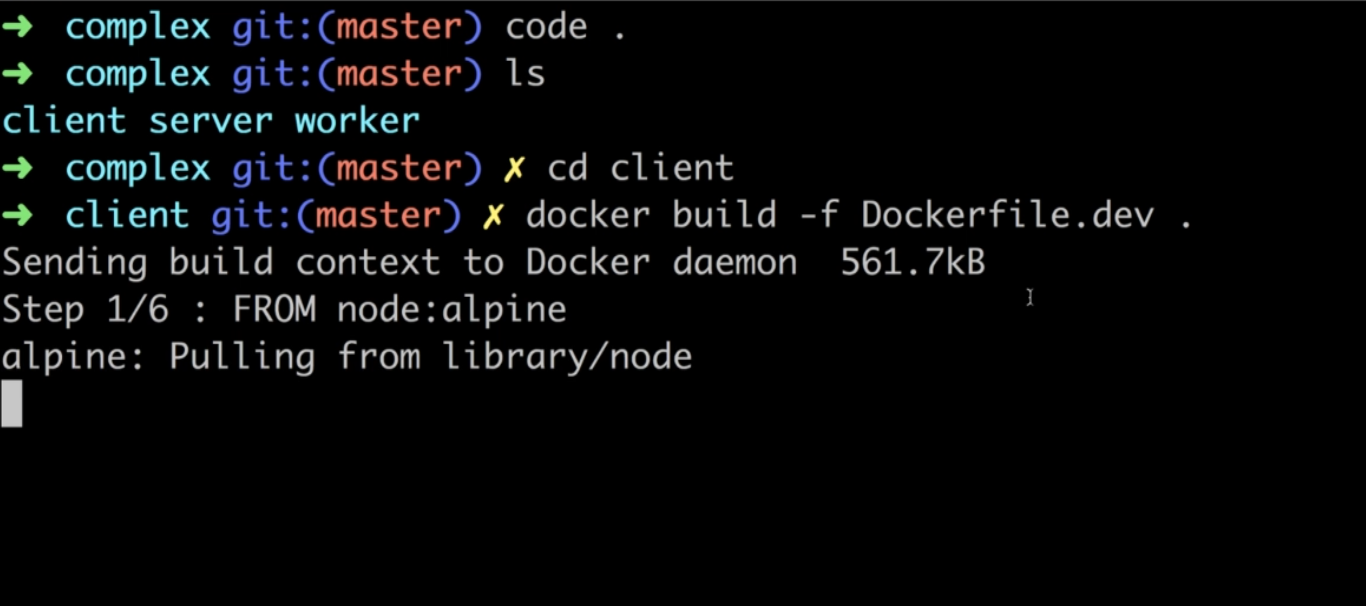 ➜ complex git:(master) code .
➜ complex git:(master) ls
client server worker
➜ complex git:(master) ✗ cd client
➜ client git:(master) ✗ docker build -f Dockerfile.dev .
Sending build context to Docker daemon 561.7kB
Step 1/6 : FROM node:alpine
alpine: Pulling from library/node